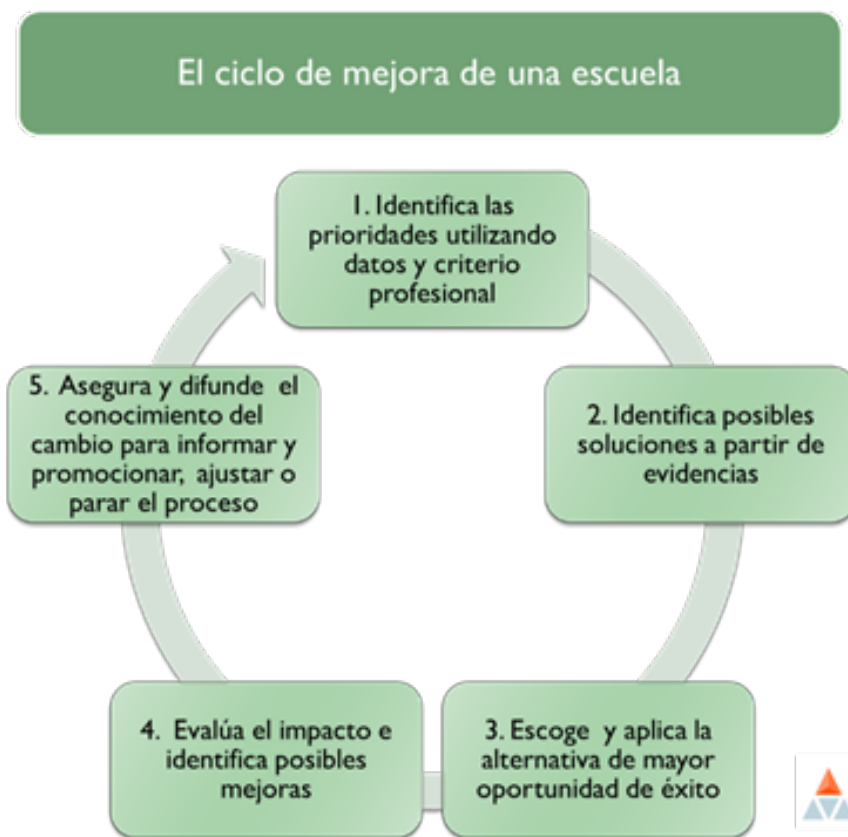 El ciclo de mejora de una escuela
1. Identifica las
prioridades utilizando
datos y criterio
profesional
2. Identifica posibles
soluciones a partir de
evidencias
3. Escoge y aplica la
alternativa de mayor
oportunidad de éxito
4. Evalúa el impacto e
identifica posibles
mejoras
5. Asegura y difunde el
conocimiento del
cambio para informar y
promocionar, ajustar o
parar el proceso